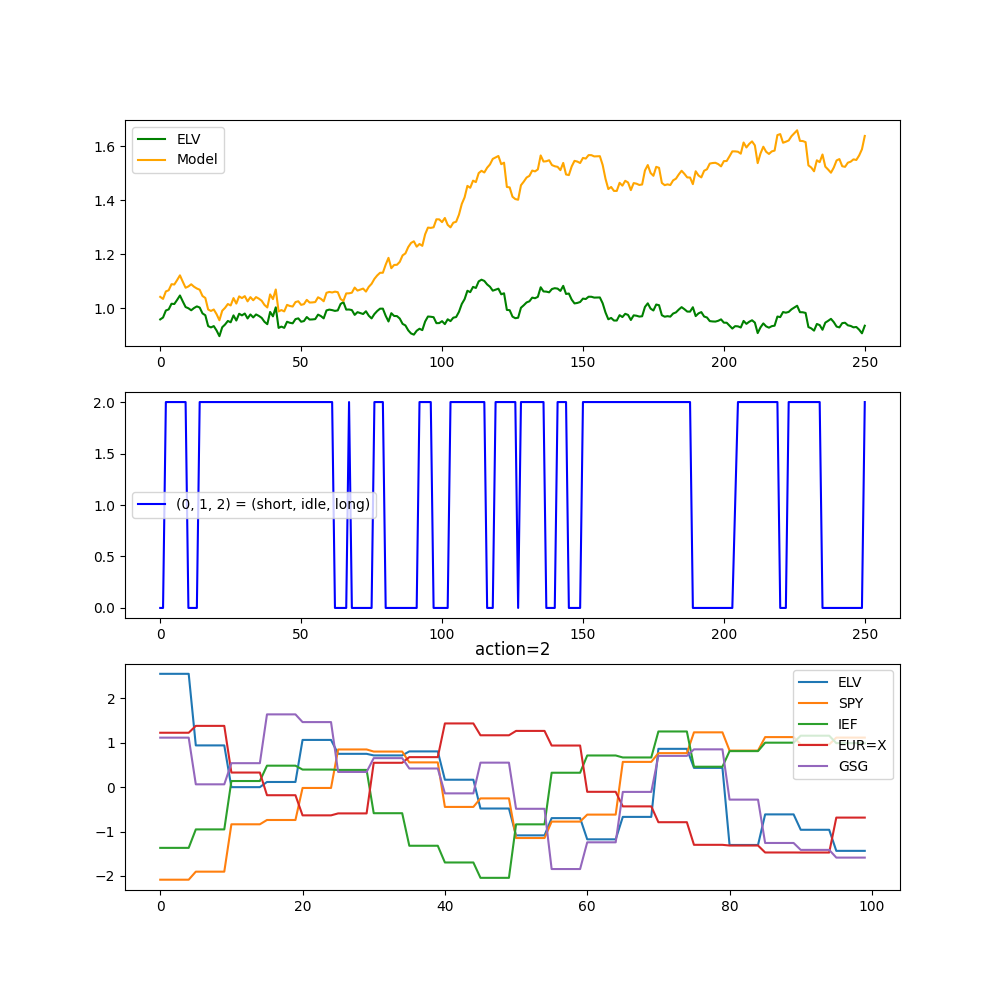 ELV
Model
1.6
1.4
1.2
1.0
0 50 100 150 200 250
2.0
1.5
1.0
0.5
0.0
(0, 1, 2) = (short, idle, long)
0 50 100 150 200 250
action=2
ELV
SPY
IEF
EUR=X
GSG
2
1
0
−1
−2
0 20 40 60 80 100